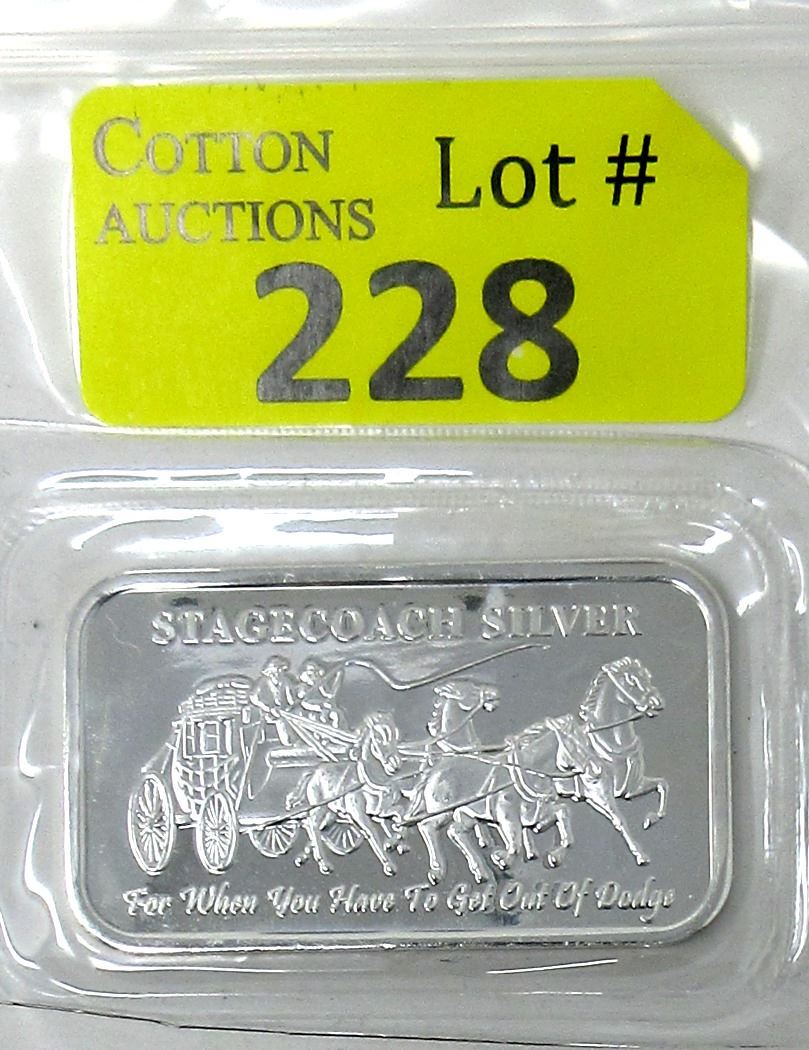 COTTON
AUCTIONS
Lot #
228
STAGECOACH SILVER
For When You Have To Get Out Of Dodge